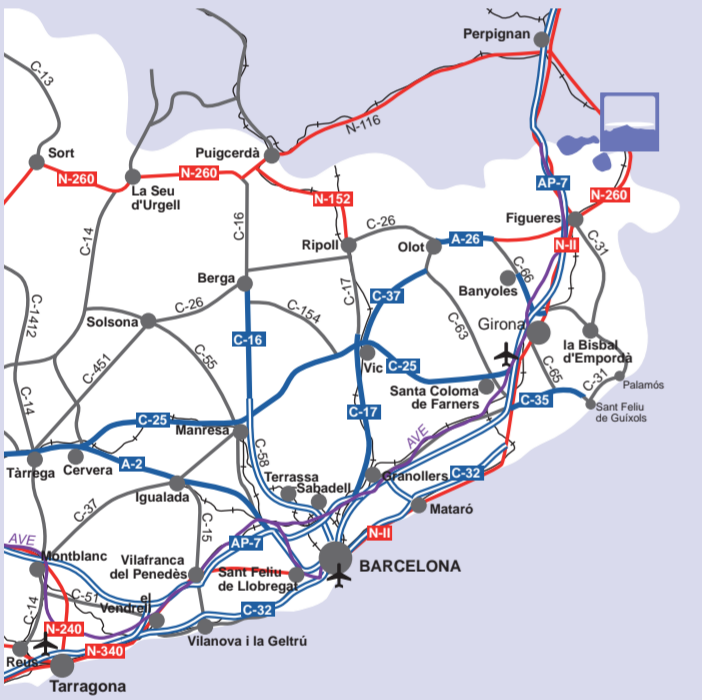 Perpignan
C-13
N-116
Sort
Puigcerdà
N-260
N-260
La Seu
d'Urgell
AP-7
N-260
N-152
C-16
C-26
Figueres
C-14
Ripoll
Olot
A-26
N-II
C-31
C-66
Berga
C-17
C-37
Banyoles
C-1412
Solsona
C-26
C-154
C-63
Girona
la Bisbal
d'Empordà
C-16
C-55
C-451
Vic
C-25
C-65
C-31
Palamós
Santa Coloma
de Farners
C-35
Sant Feliu
de Guíxols
C-14
C-25
Manresa
C-17
AVE
C-58
Tàrrega
Cervera
A-2
Terrassa
Sabadell
Granollers
C-32
Igualada
C-37
C-15
Mataró
N-II
AVE
AP-7
Montblanc
Vilafranca
del Penedès
Sant Feliu
de Llobregat
BARCELONA
C-51
el
Vendrell
C-14
C-32
N-240
Vilanova i la Geltrú
Reus
N-340
Tarragona